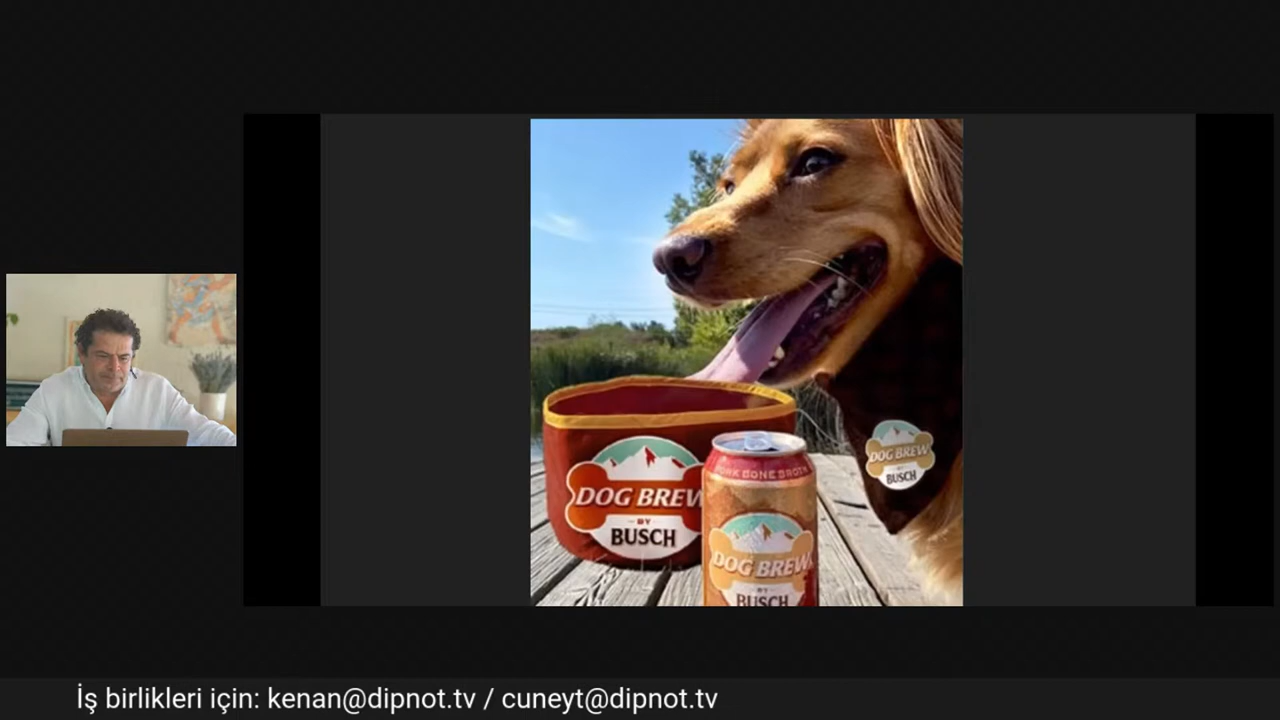 DOG BREW
BY
BUSCH
PORK BONE BROTH
DOG BREW
BY
BUSCH
DOG BREW
BY
BUSCH
İş birlikleri için: kenan@dipnot.tv / cuneyt@dipnot.tv